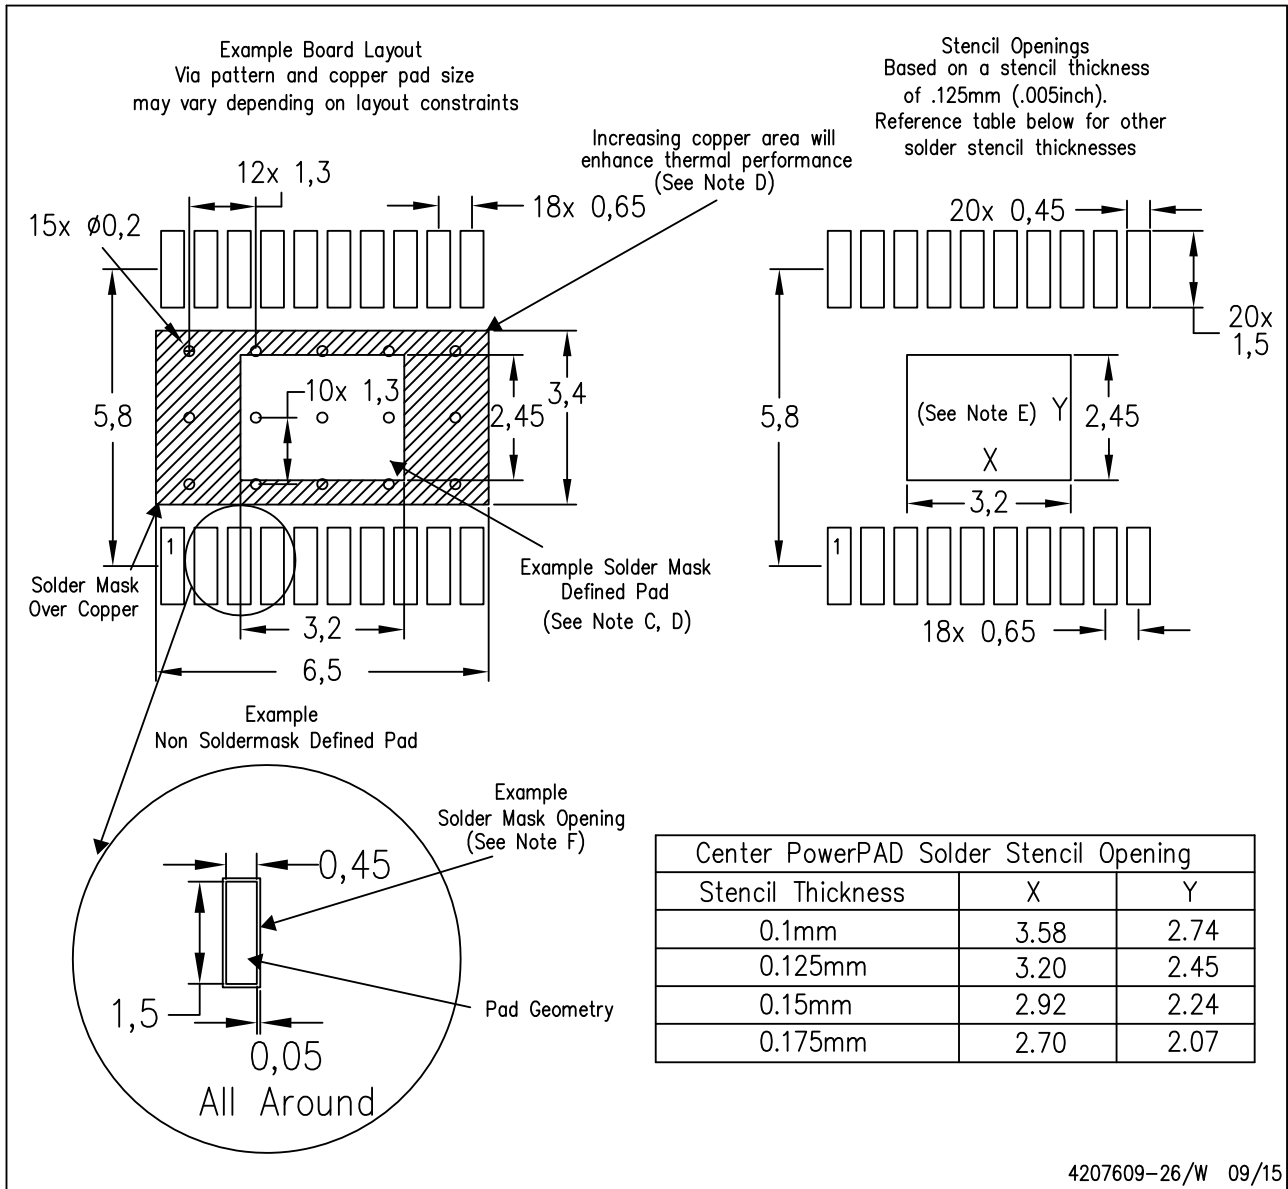 Example Board Layout
Via pattern and copper pad size
may vary depending on layout constraints
Stencil Openings
Based on a stencil thickness
of .125mm (.005inch).
Reference table below for other
solder stencil thicknesses
Increasing copper area will
enhance thermal performance
(See Note D)
12x 1,3
18x 0,65
15x ø0,2
20x 0,45
20x
1,5
5,8
10x 1,3
2,45
3,4
5,8
(See Note E)
Y
X
2,45
3,2
1
1
Solder Mask
Over Copper
Example Solder Mask
Defined Pad
(See Note C, D)
3,2
6,5
18x 0,65
Example
Non Soldermask Defined Pad
Example
Solder Mask Opening
(See Note F)
0,45
1,5
Pad Geometry
0,05
All Around
Center PowerPAD Solder Stencil Opening
Stencil Thickness X Y
0.1mm 3.58 2.74
0.125mm 3.20 2.45
0.15mm 2.92 2.24
0.175mm 2.70 2.07
4207609-26/W 09/15